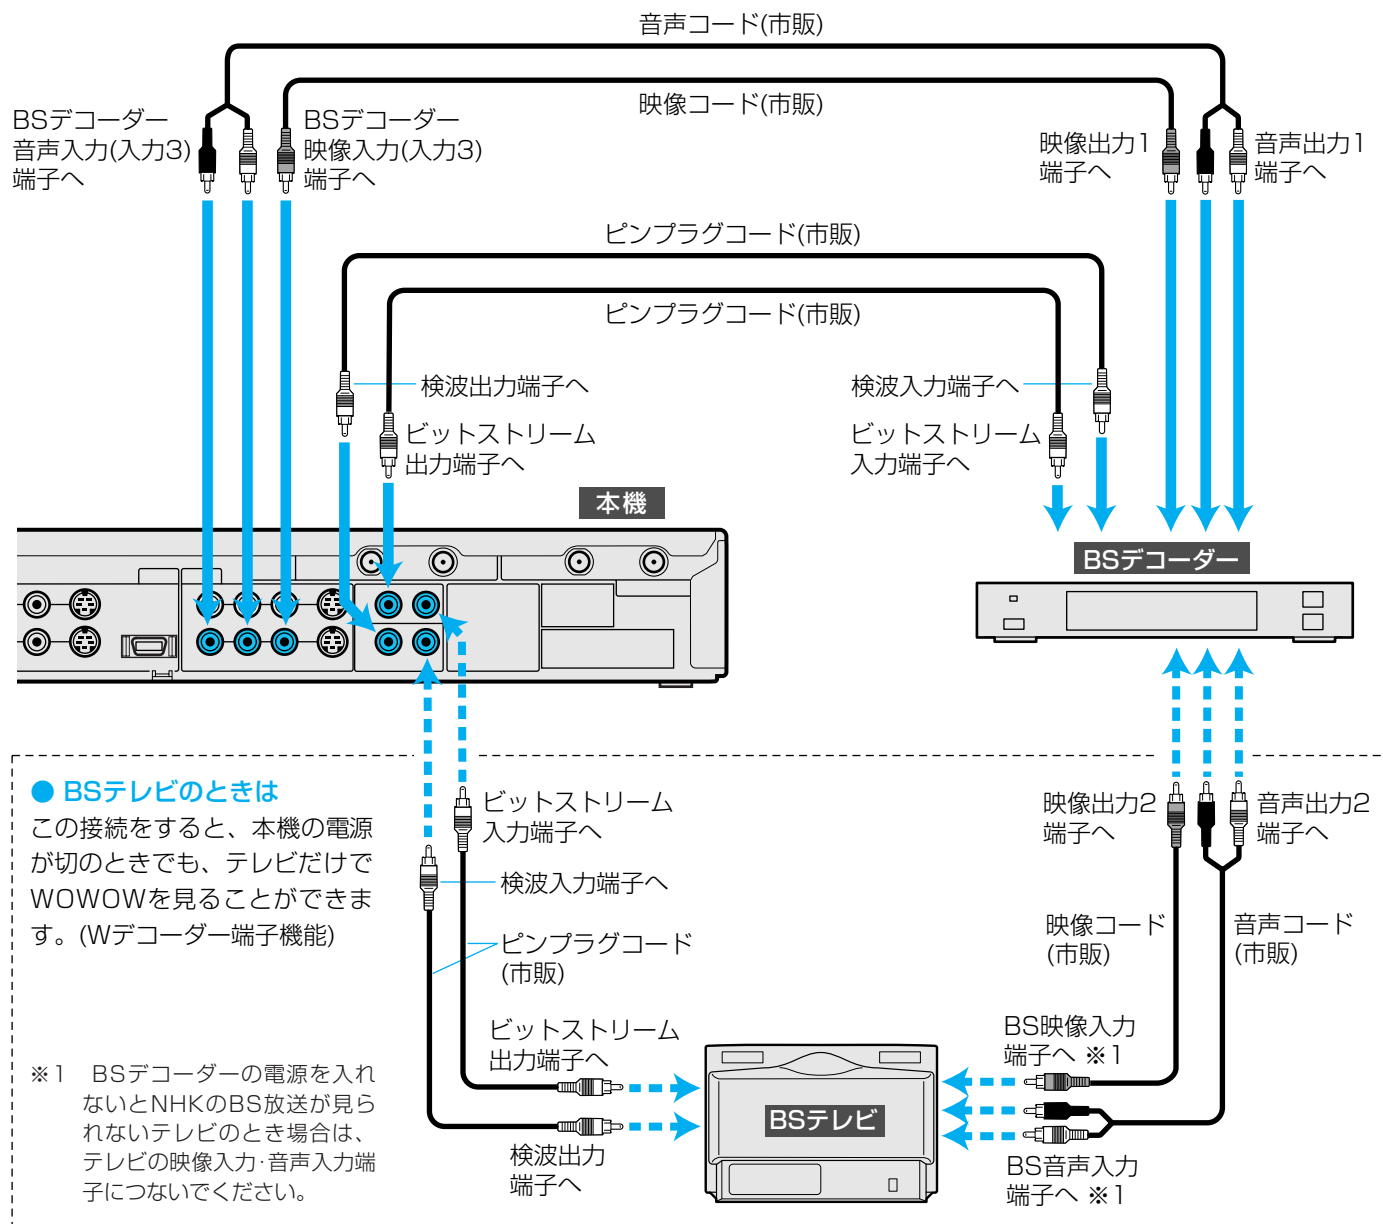 音声コード(市販)
映像コード(市販)
BSデコーダー
音声入力(入力3)
端子へ
BSデコーダー
映像入力(入力3)
端子へ
映像出力1
端子へ
音声出力1
端子へ
ピンプラグコード(市販)
ピンプラグコード(市販)
検波出力端子へ
検波入力端子へ
ビットストリーム
出力端子へ
ビットストリーム
入力端子へ
本機
BSデコーダー
● BSテレビのときは
この接続をすると、本機の電源
が切のときでも、テレビだけで
WOWOWを見ることができま
す。(Wデコーダー端子機能)
ビットストリーム
入力端子へ
検波入力端子へ
ピンプラグコード
(市販)
映像出力2
端子へ
音声出力2
端子へ
映像コード
(市販)
音声コード
(市販)
ビットストリーム
出力端子へ
検波出力
端子へ
BSテレビ
BS映像入力
端子へ ※1
BS音声入力
端子へ ※1
※1 BSデコーダーの電源を入れ
ないとNHKのBS放送が見ら
れないテレビのとき場合は、
テレビの映像入力・音声入力端
子につないでください。